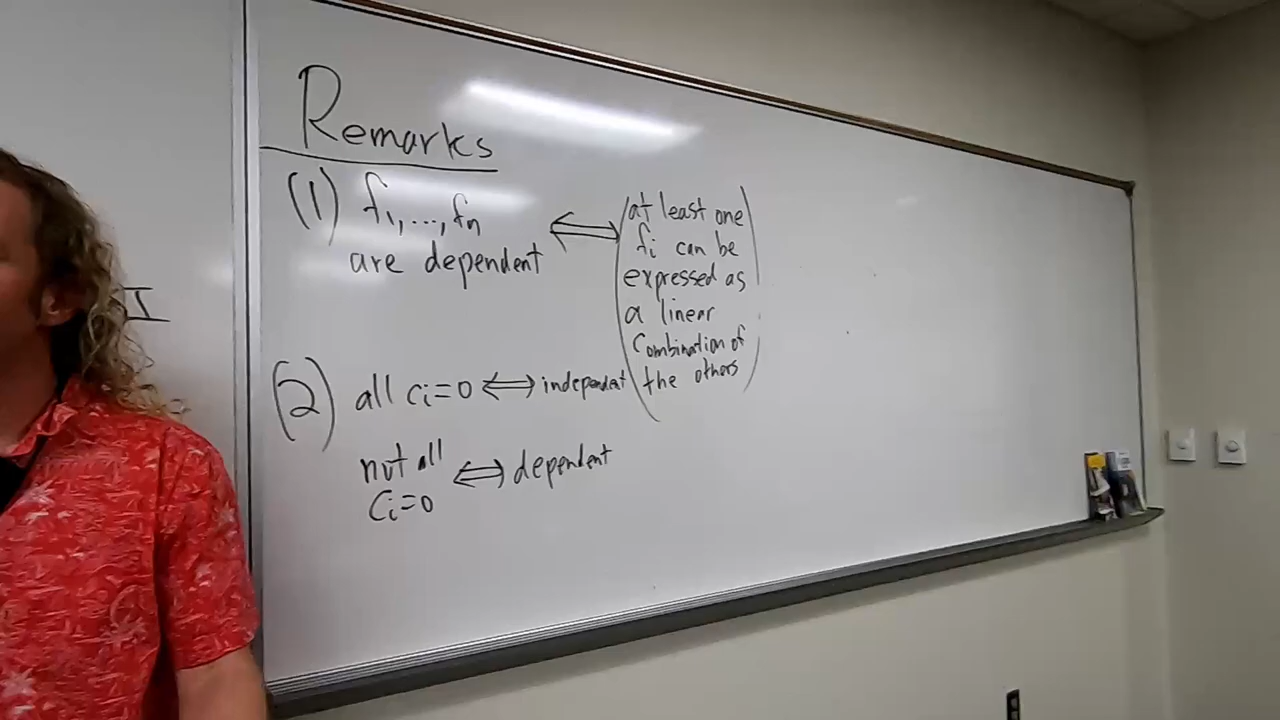 Remarks
(1) f₁,...,fₙ
are dependent
⟺
at least one
fᵢ can be
expressed as
a linear
combination of
the others
(2) all cᵢ=0 ⟺ independent
not all
cᵢ=0
⟺ dependent
I